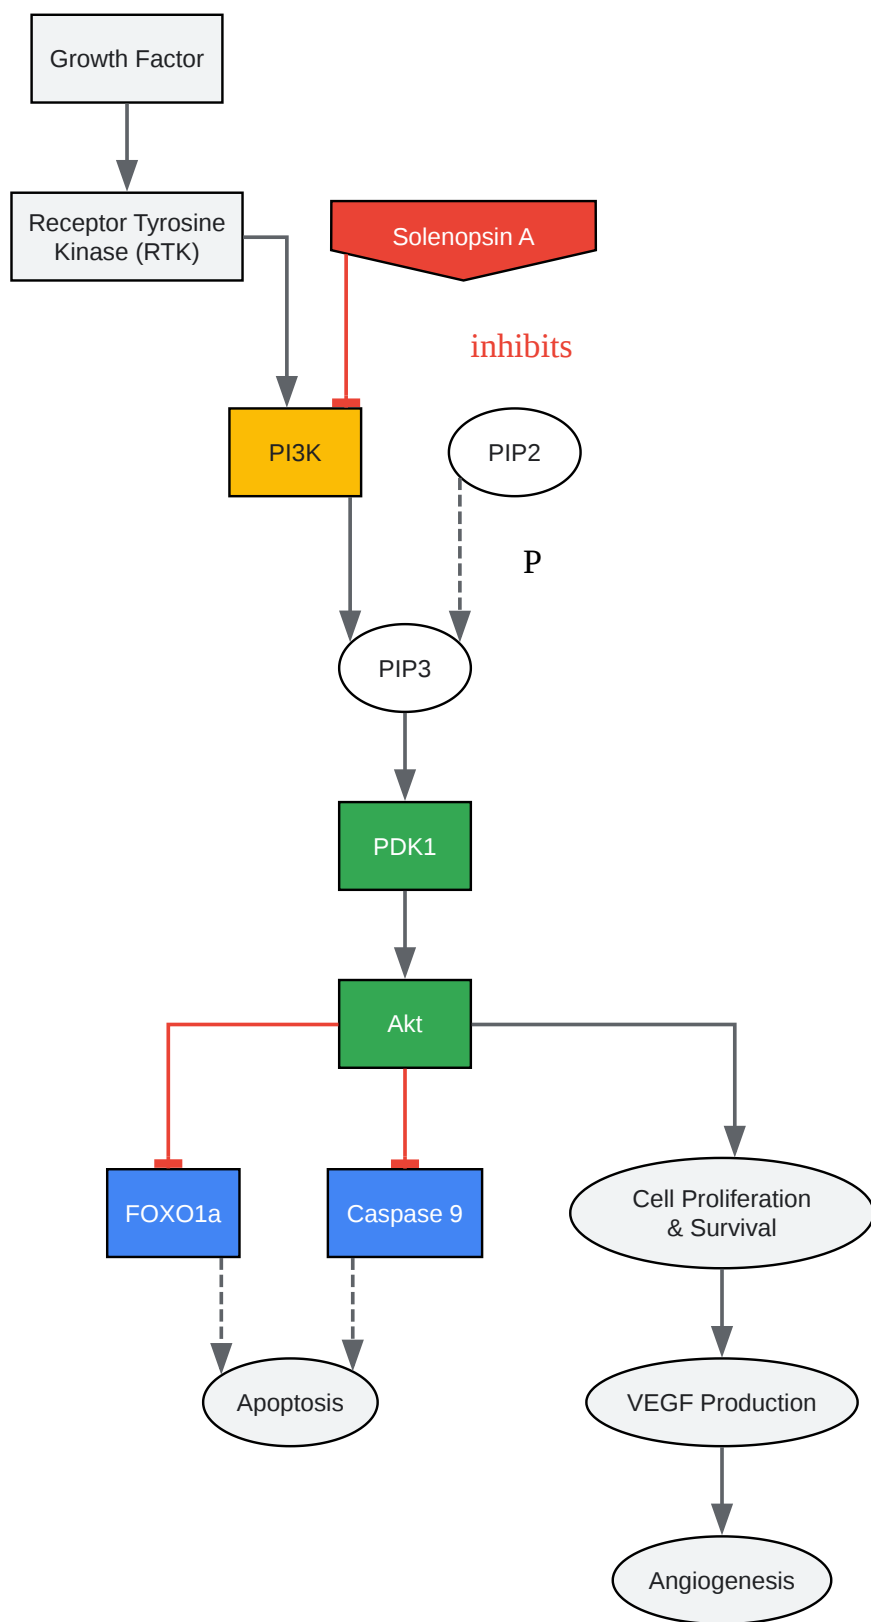 Growth Factor
Receptor Tyrosine
Kinase (RTK)
Solenopsin A
inhibits
PI3K
PIP2
P
PIP3
PDK1
Akt
FOXO1a
Caspase 9
Cell Proliferation
& Survival
Apoptosis
VEGF Production
Angiogenesis